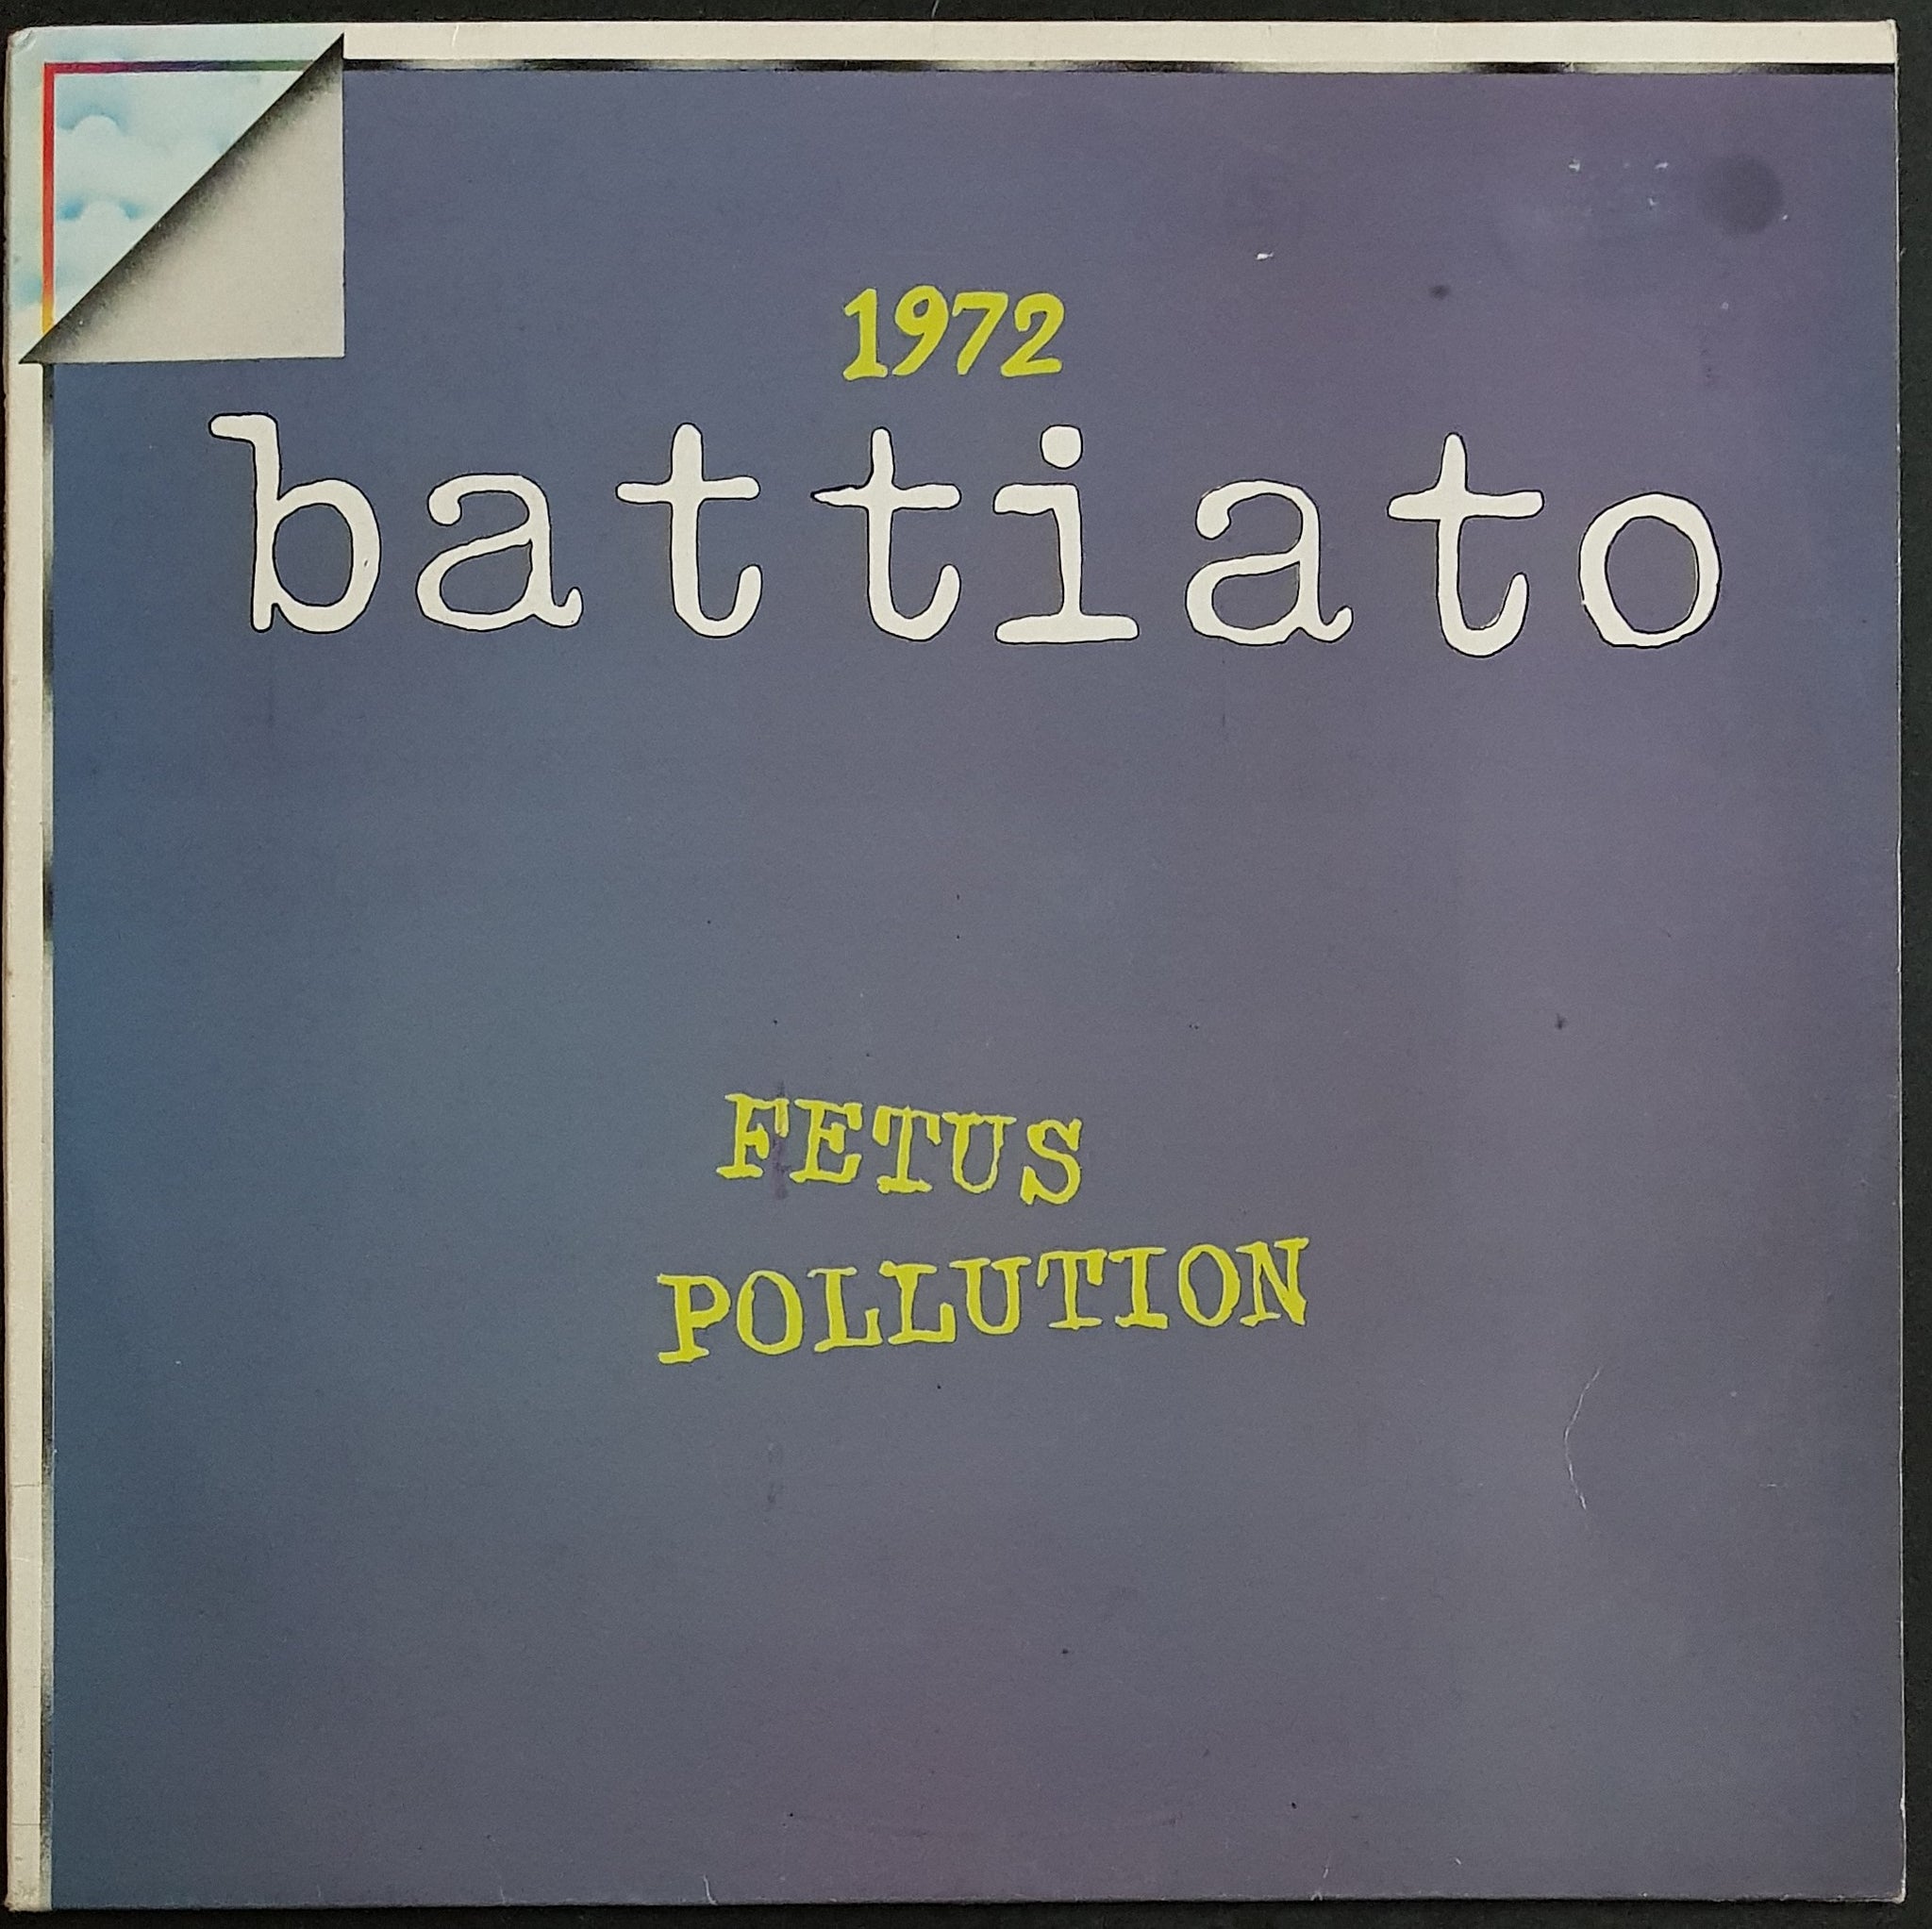 1972
battiato
FETUS
POLLUTION